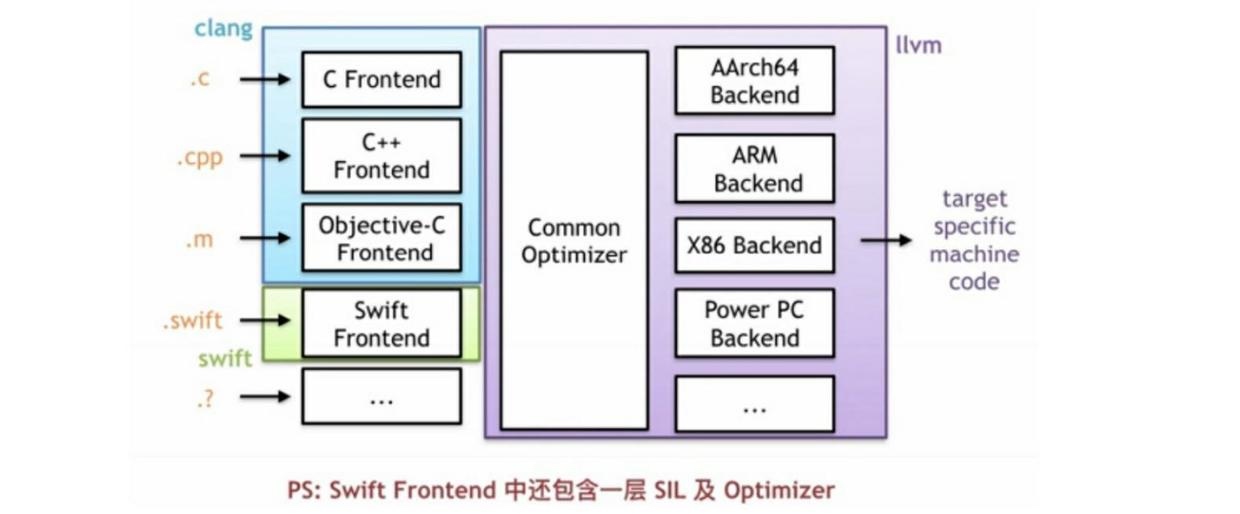 clang
.c
C Frontend
.cpp
C++
Frontend
.m
Objective-C
Frontend
.swift
Swift
Frontend
swift
.?
...
Common
Optimizer
llvm
AArch64
Backend
ARM
Backend
X86 Backend
Power PC
Backend
...
target
specific
machine
code
PS: Swift Frontend 中还包含一层 SIL 及 Optimizer